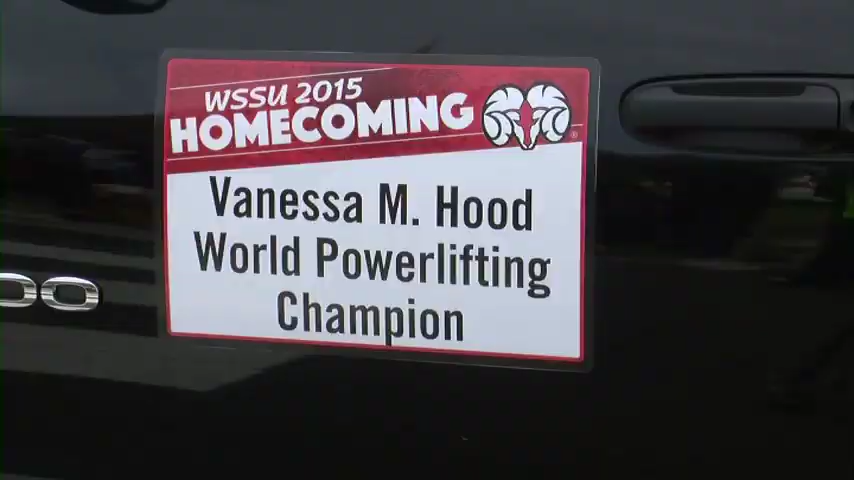 WSSU 2015
HOMECOMING
Vanessa M. Hood
World Powerlifting
Champion